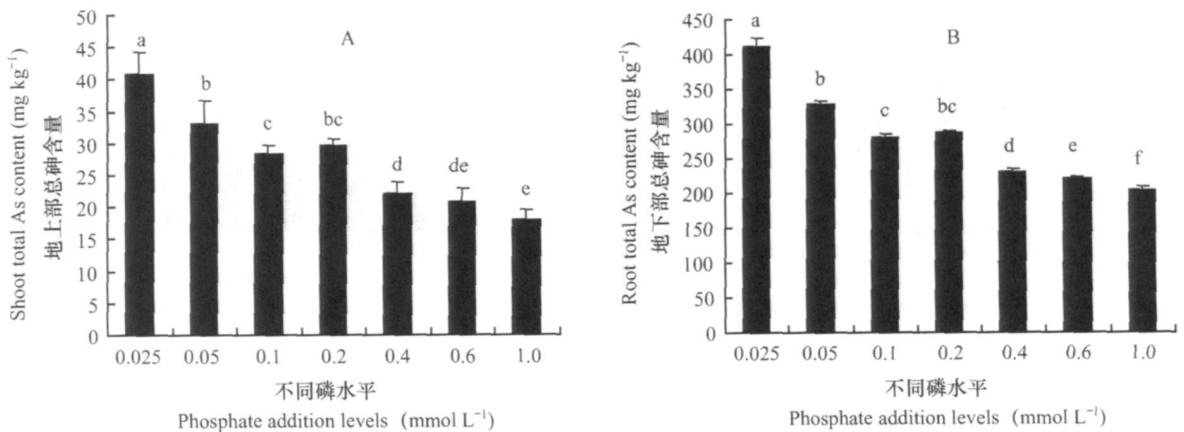 Shoot total As content (mg kg⁻¹)
地上部总砷含量
50
45
40
35
30
25
20
15
10
5
0
A
a
b
c
bc
d
de
e
0.025 0.05 0.1 0.2 0.4 0.6 1.0
不同磷水平
Phosphate addition levels (mmol L⁻¹)
Root total As content (mg kg⁻¹)
地下部总砷含量
450
400
350
300
250
200
250
100
50
0
B
a
b
c
bc
d
e
f
0.025 0.05 0.1 0.2 0.4 0.6 1.0
不同磷水平
Phosphate addition levels (mmol L⁻¹)